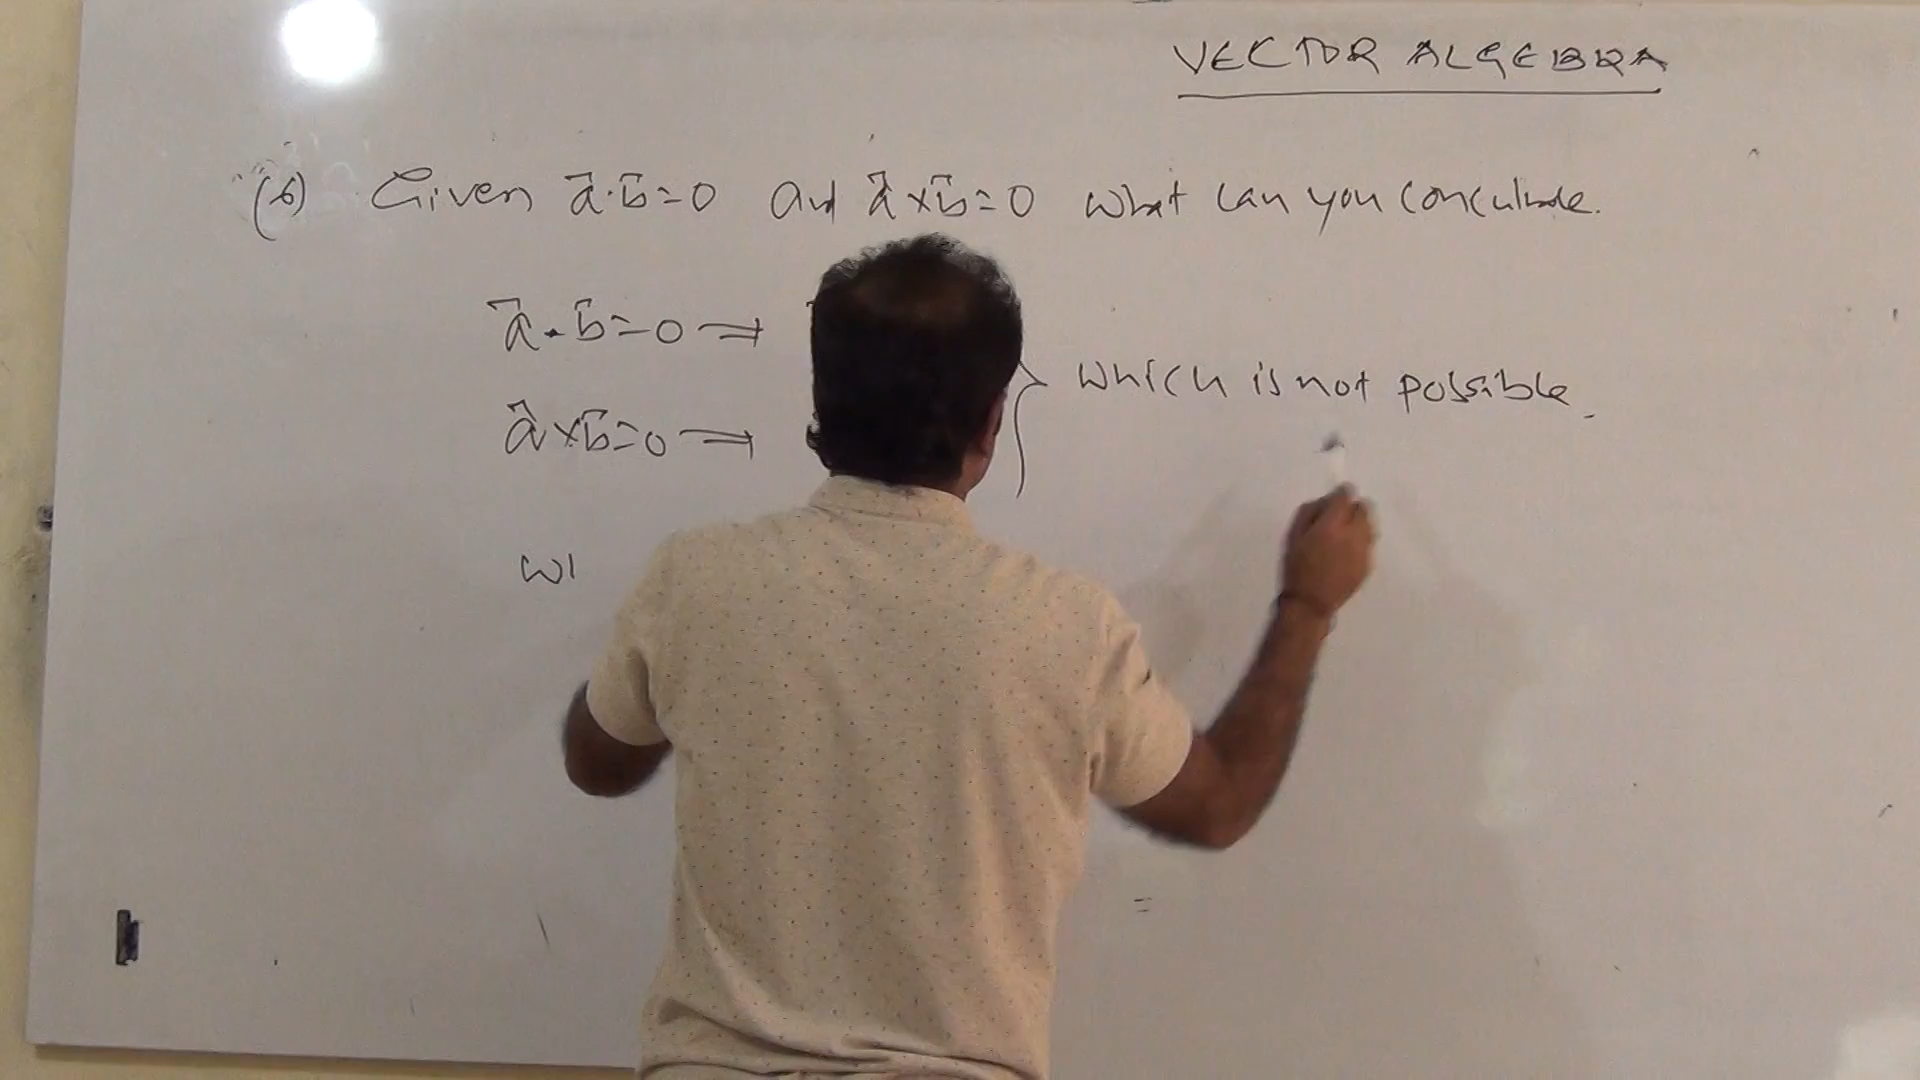 VECTOR ALGEBRA
(6) Given a⃗·b⃗=0 and a⃗×b⃗=0 what can you conclude.
a⃗·b⃗=0 ⇒
a⃗×b⃗=0 ⇒
} which is not possible.